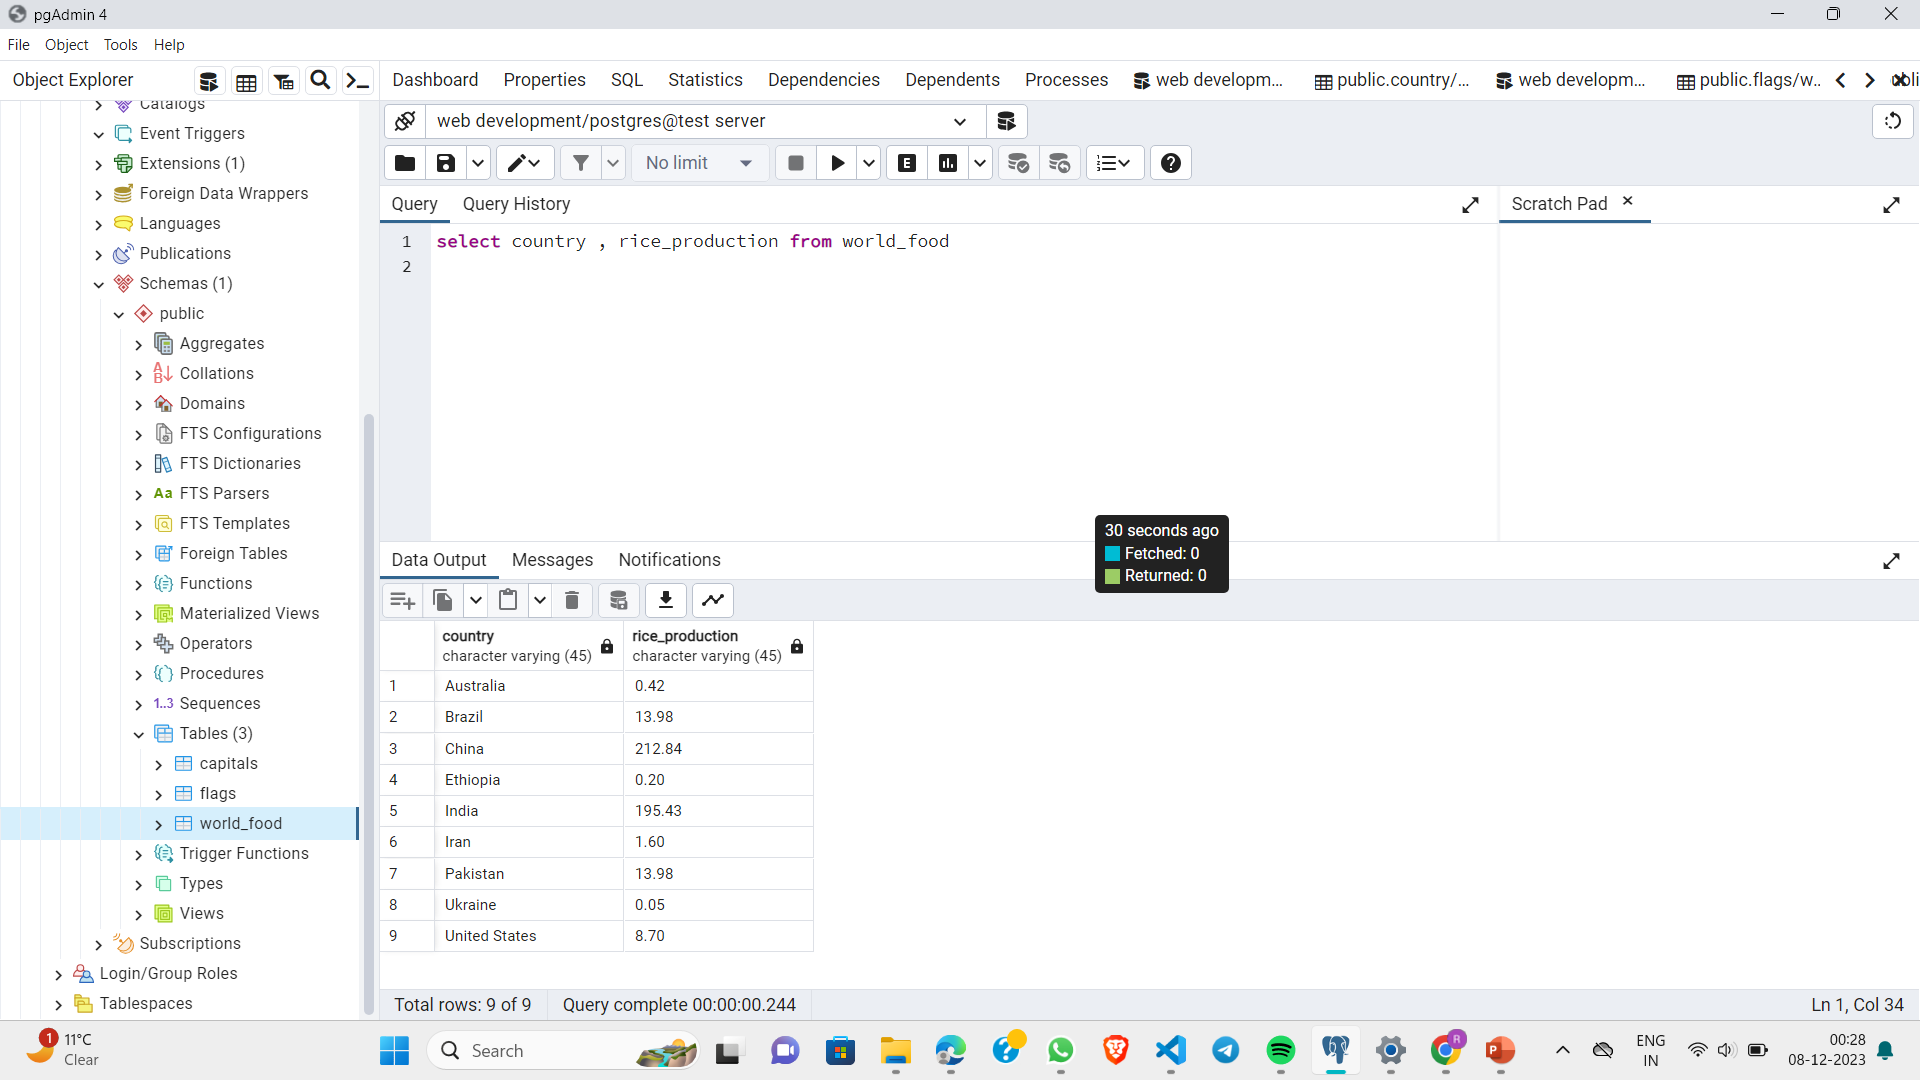 pgAdmin 4
File Object Tools Help
Object Explorer
Dashboard Properties SQL Statistics Dependencies Dependents Processes web developm... public.country/... web developm... public.flags/w...
Catalogs
Event Triggers
Extensions (1)
Foreign Data Wrappers
Languages
Publications
Schemas (1)
public
Aggregates
Collations
Domains
FTS Configurations
FTS Dictionaries
FTS Parsers
FTS Templates
Foreign Tables
Functions
Materialized Views
Operators
Procedures
1..3 Sequences
Tables (3)
capitals
flags
world_food
Trigger Functions
Types
Views
Subscriptions
Login/Group Roles
Tablespaces
web development/postgres@test server
No limit
E
Query Query History
Scratch Pad
1 select country , rice_production from world_food
2
30 seconds ago
Fetched: 0
Returned: 0
Data Output Messages Notifications
country rice_production
character varying (45) character varying (45)
1 Australia 0.42
2 Brazil 13.98
3 China 212.84
4 Ethiopia 0.20
5 India 195.43
6 Iran 1.60
7 Pakistan 13.98
8 Ukraine 0.05
9 United States 8.70
Total rows: 9 of 9 Query complete 00:00:00.244 Ln 1, Col 34
1 11°C
Clear
Search
ENG
IN
00:28
08-12-2023